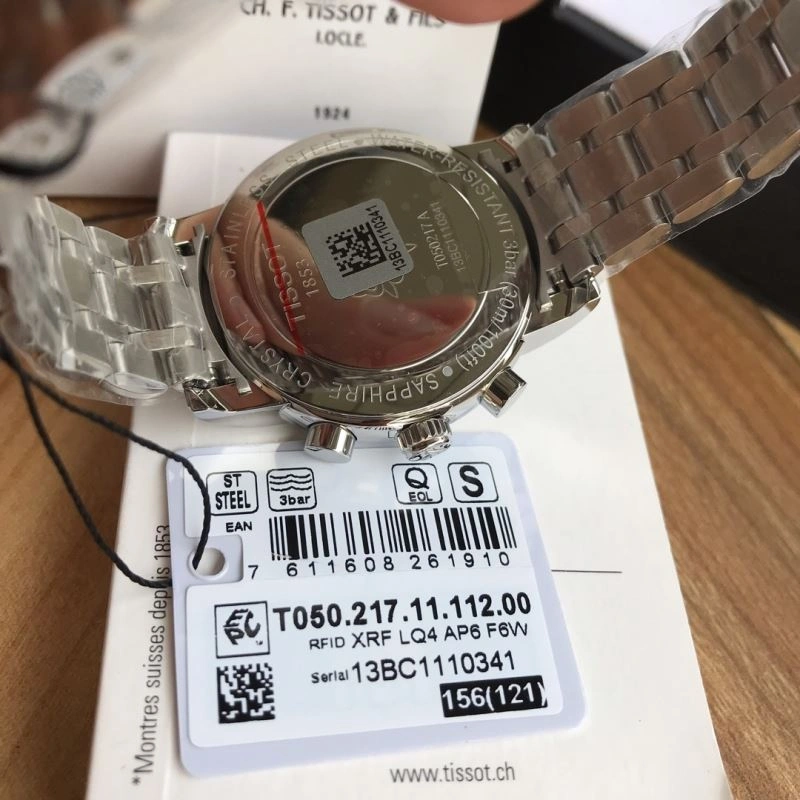 CH. F. TISSOT & FILS
LOCLE.
1924
STAINLESS STEEL • WATER-RESISTANT 3bar (30m/100ft) • SAPPHIRE CRYSTAL
TISSOT
1853
13BC1110341
T050217 A
13BC1110341
ST
STEEL
3bar
Q
EOL
S
EAN
7 611608 261910
EPC
T050.217.11.112.00
RFID XRF LQ4 AP6 F6W
Serial 13BC1110341
156(121)
*Montres suisses depuis 1853
www.tissot.ch